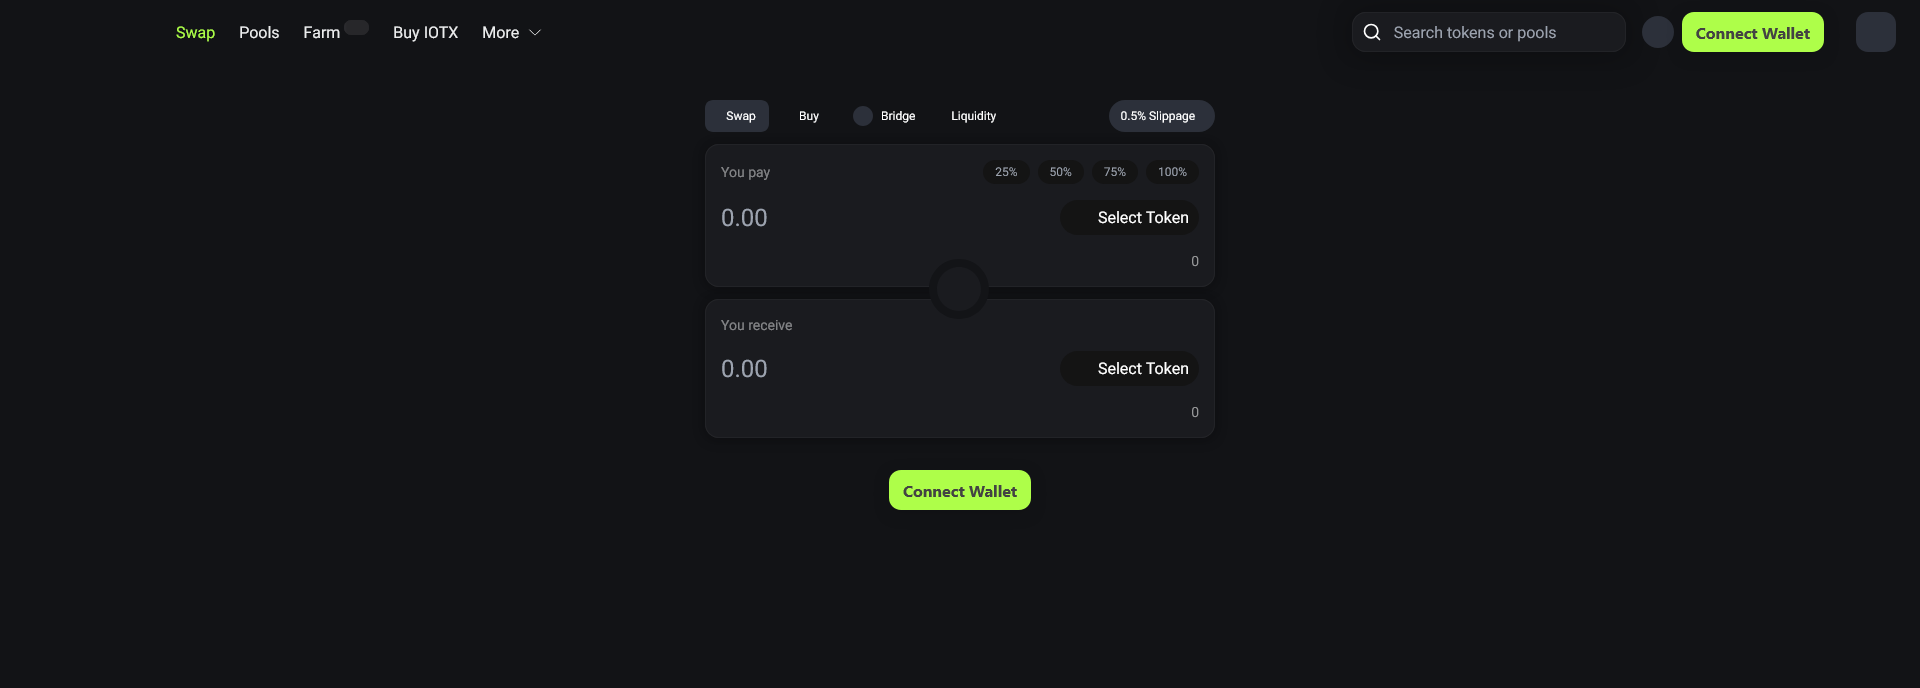 Swap Pools Farm Buy IOTX More Search tokens or pools Connect Wallet
Swap Buy Bridge Liquidity 0.5% Slippage
You pay 25% 50% 75% 100%
0.00 Select Token
0
You receive
0.00 Select Token
0
Connect Wallet